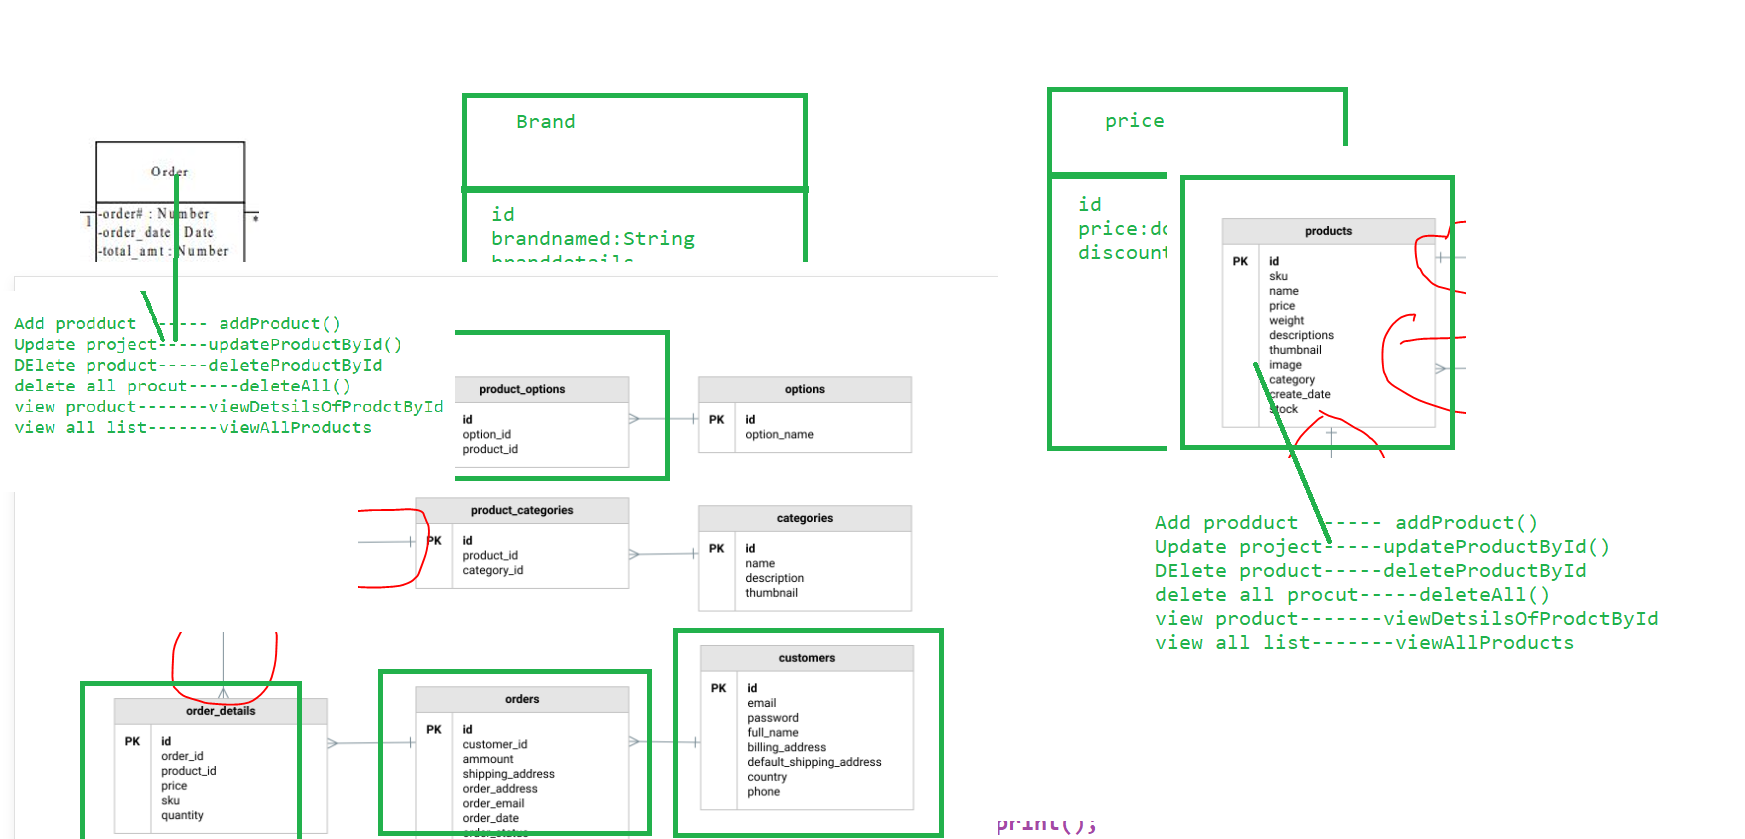 Brand
price
Order
-order# : Number
-order_date : Date
-total_amt : Number
1
*
id
brandnamed:String
branddetails
id
price:do
discount
products
PK
id
sku
name
price
weight
descriptions
thumbnail
image
category
create_date
stock
Add prodduct ------ addProduct()
Update project-----updateProductById()
DElete product-----deleteProductById
delete all procut-----deleteAll()
view product-------viewDetsilsOfProdctById
view all list-------viewAllProducts
product_options
id
option_id
product_id
options
PK
id
option_name
product_categories
PK
id
product_id
category_id
categories
PK
id
name
description
thumbnail
Add prodduct ----- addProduct()
Update project-----updateProductById()
DElete product-----deleteProductById
delete all procut-----deleteAll()
view product-------viewDetsilsOfProdctById
view all list-------viewAllProducts
order_details
PK
id
order_id
product_id
price
sku
quantity
orders
PK
id
customer_id
ammount
shipping_address
order_address
order_email
order_date
order_status
customers
PK
id
email
password
full_name
billing_address
default_shipping_address
country
phone
print();